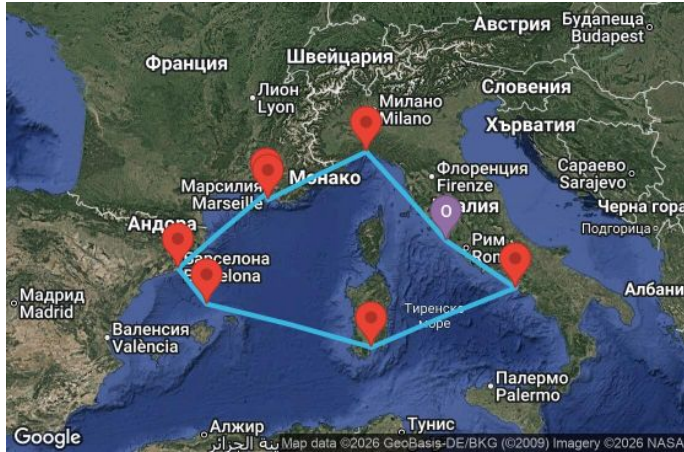 Австрия
Будапеща
Budapest
Франция
Швейцария
Словения
Лион
Lyon
Милано
Milano
Хърватия
Марсилия
Marseille
Монако
Флоренция
Firenze
Сараево
Sarajevo
Андора
O
Черна гора
Подгорица
Рим
Барселона
Мадрид
Madrid
Тиренско
море
Валенсия
València
Палермо
Palermo
Алжир
Тунис
Google
Map data ©2026 GeoBasis-DE/BKG (©2009) Imagery ©2026 NASA